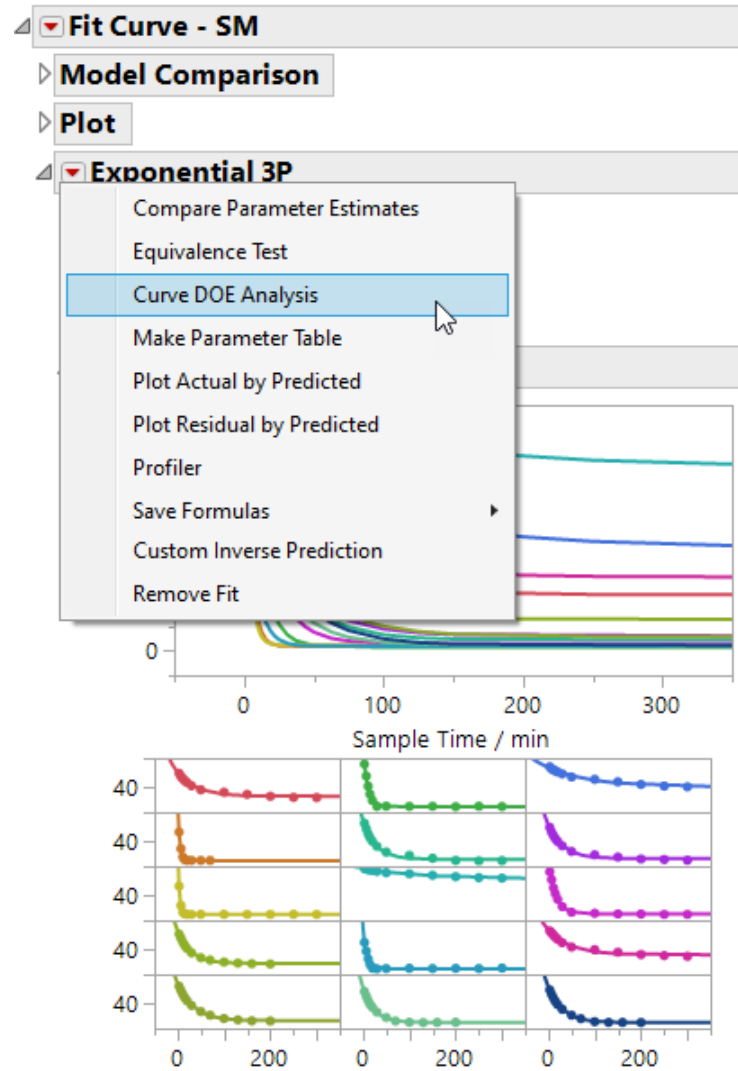 Fit Curve - SM
Model Comparison
Plot
Exponential 3P
Compare Parameter Estimates
Equivalence Test
Curve DOE Analysis
Make Parameter Table
Plot Actual by Predicted
Plot Residual by Predicted
Profiler
Save Formulas
Custom Inverse Prediction
Remove Fit
0
0 100 200 300
Sample Time / min
40
40
40
40
40
0 200 0 200 0 200